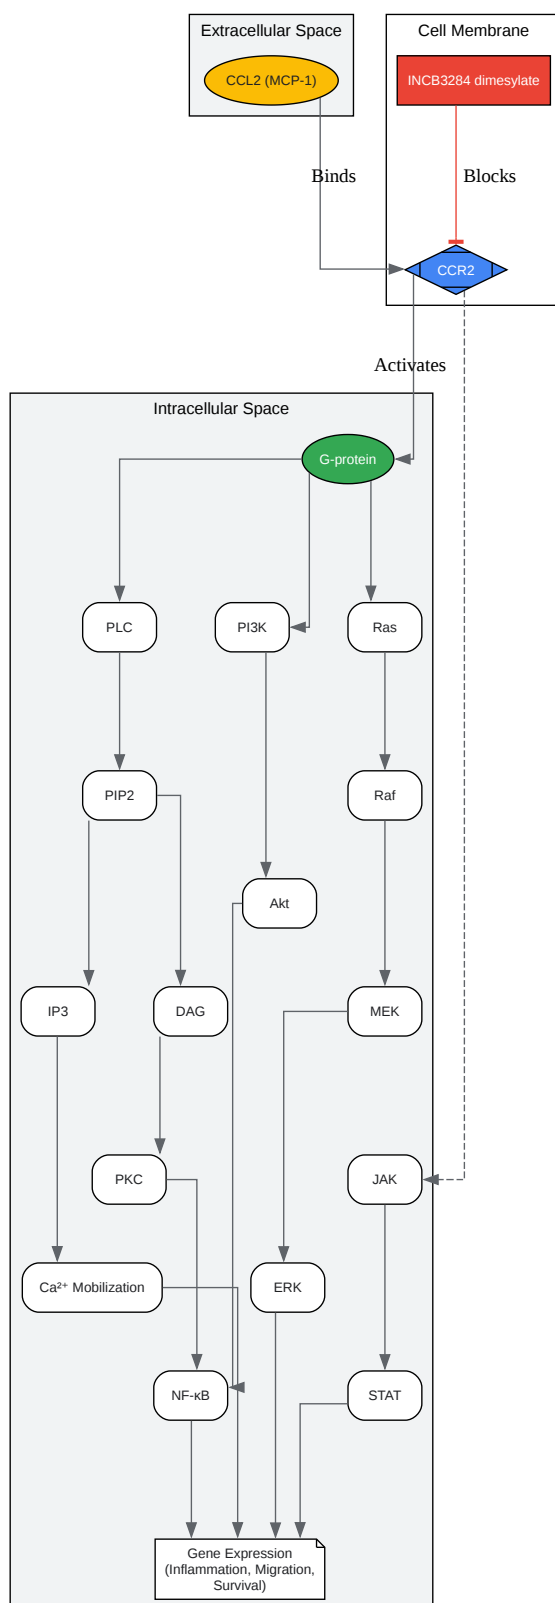 Extracellular Space
Cell Membrane
CCL2 (MCP-1)
INCB3284 dimesylate
Binds
Blocks
CCR2
Activates
Intracellular Space
G-protein
PLC
PI3K
Ras
PIP2
Raf
Akt
IP3
DAG
MEK
PKC
JAK
Ca²⁺ Mobilization
ERK
NF-κB
STAT
Gene Expression
(Inflammation, Migration,
Survival)